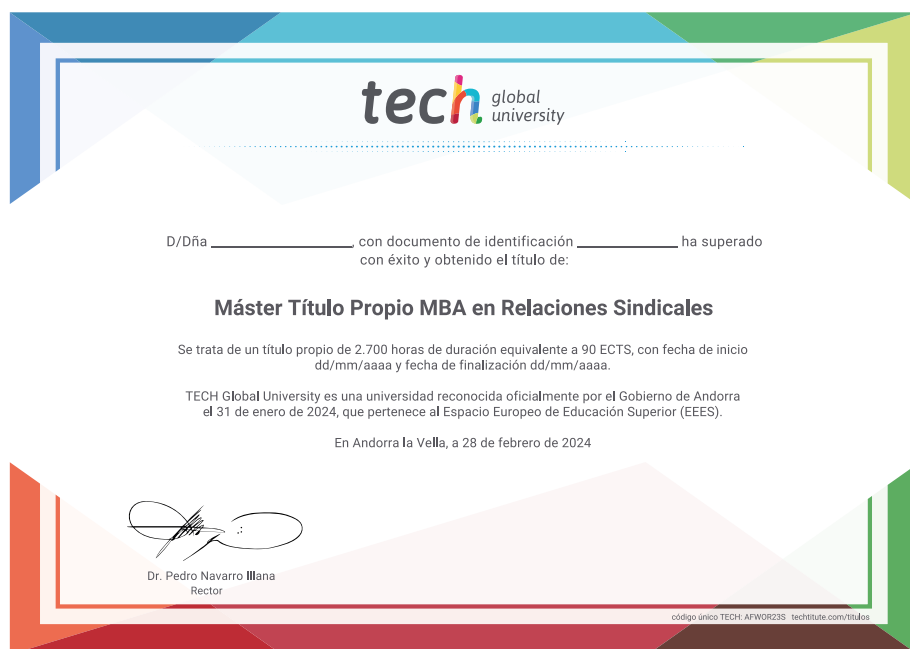 tech global
university
D/Dña ____________________, con documento de identificación ______________ ha superado
con éxito y obtenido el título de:
Máster Título Propio MBA en Relaciones Sindicales
Se trata de un título propio de 2.700 horas de duración equivalente a 90 ECTS, con fecha de inicio
dd/mm/aaaa y fecha de finalización dd/mm/aaaa.
TECH Global University es una universidad reconocida oficialmente por el Gobierno de Andorra
el 31 de enero de 2024, que pertenece al Espacio Europeo de Educación Superior (EEES).
En Andorra la Vella, a 28 de febrero de 2024
Dr. Pedro Navarro Illana
Rector
código único TECH: AFWOR23S techtitute.com/titulos